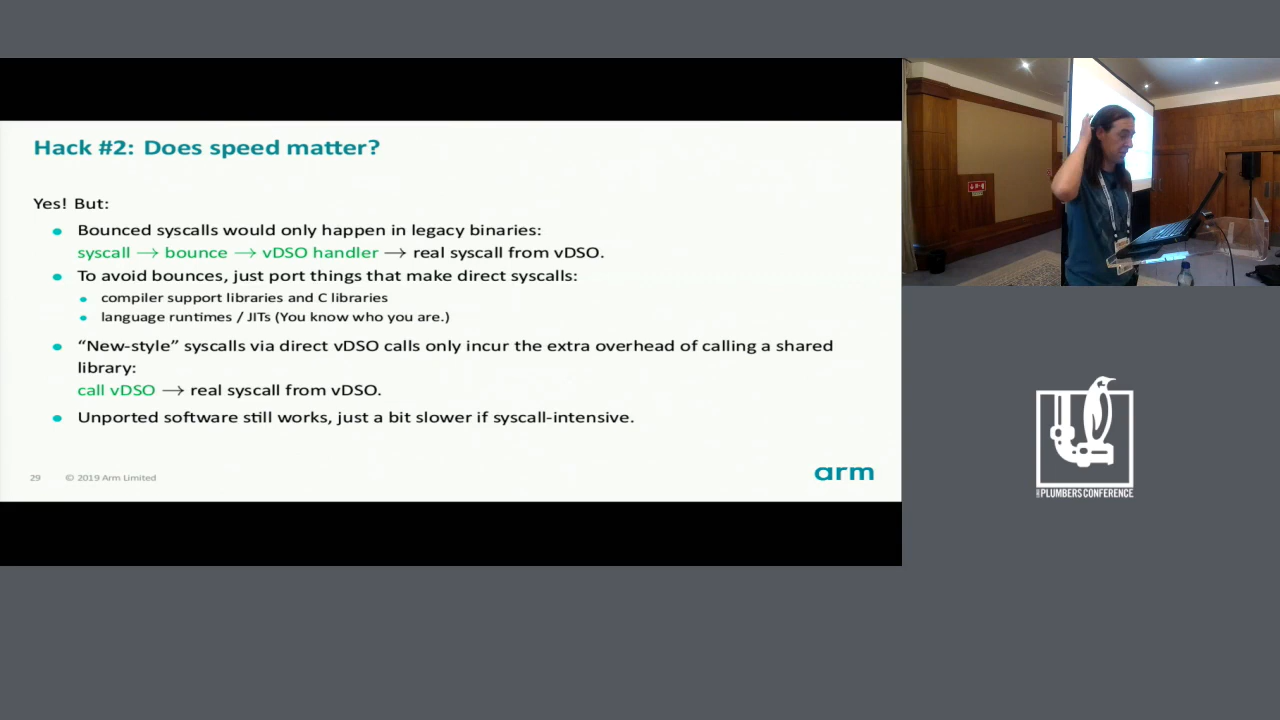 Hack #2: Does speed matter?
Yes! But:
• Bounced syscalls would only happen in legacy binaries:
syscall → bounce → vDSO handler → real syscall from vDSO.
• To avoid bounces, just port things that make direct syscalls:
• compiler support libraries and C libraries
• language runtimes / JITs (You know who you are.)
• “New-style” syscalls via direct vDSO calls only incur the extra overhead of calling a shared
library:
call vDSO → real syscall from vDSO.
• Unported software still works, just a bit slower if syscall-intensive.
29 © 2019 Arm Limited
arm
PLUMBERS CONFERENCE